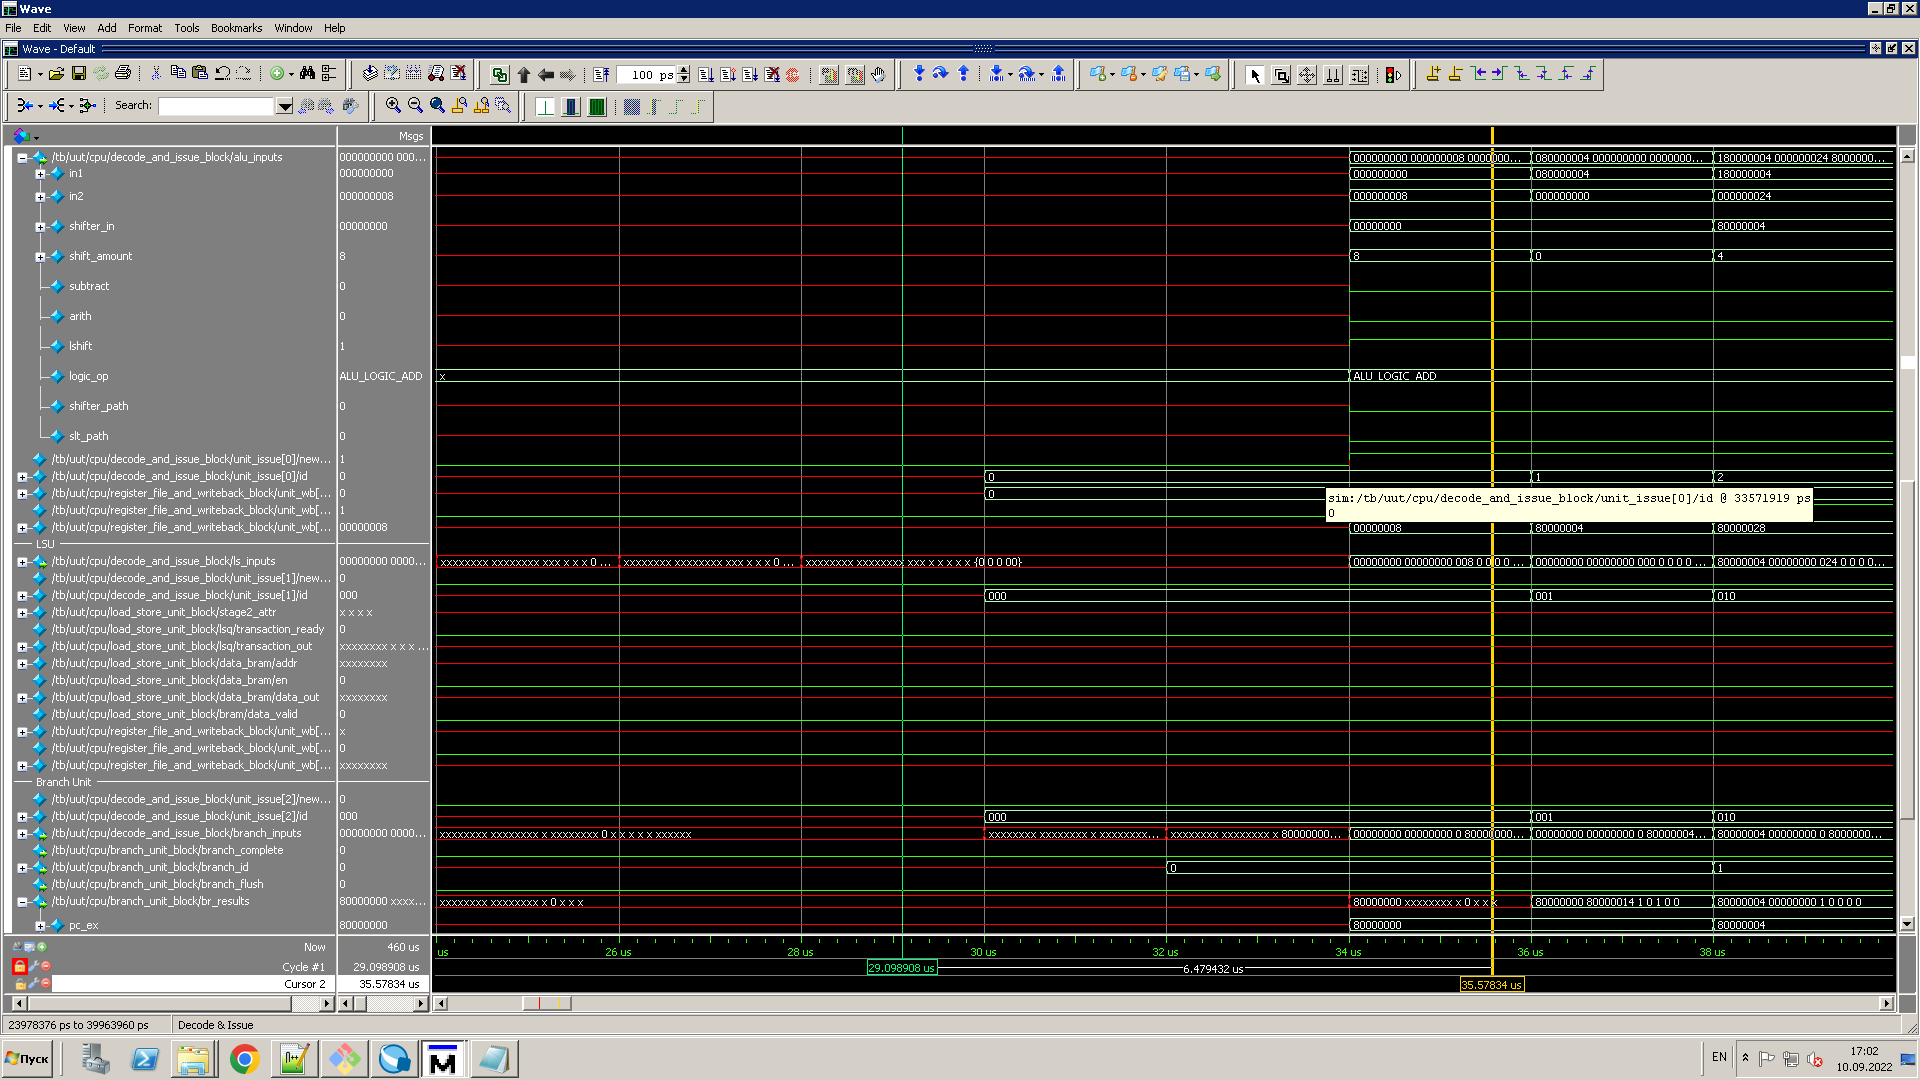 Wave
File Edit View Add Format Tools Bookmarks Window Help
Wave - Default
100 ps
Search:
Msgs
/tb/uut/cpu/decode_and_issue_block/alu_inputs 000000000 000... 000000000 000000008 0000000... 080000004 000000000 0000000... 180000004 000000024 8000000...
in1 000000000 000000000 080000004 180000004
in2 000000008 000000008 000000000 000000024
shifter_in 00000000 00000000 80000004
shift_amount 8 8 0 4
subtract 0
arith 0
lshift 1
logic_op ALU_LOGIC_ADD x ALU_LOGIC_ADD
shifter_path 0
slt_path 0
/tb/uut/cpu/decode_and_issue_block/unit_issue[0]/new... 1
/tb/uut/cpu/decode_and_issue_block/unit_issue[0]/id 0 0 1 2
/tb/uut/cpu/register_file_and_writeback_block/unit_wb[... 0 0
sim:/tb/uut/cpu/decode_and_issue_block/unit_issue[0]/id @ 33571919 ps
0
/tb/uut/cpu/register_file_and_writeback_block/unit_wb[... 1
/tb/uut/cpu/register_file_and_writeback_block/unit_wb[... 00000008 00000008 80000004 80000028
LSU
/tb/uut/cpu/decode_and_issue_block/ls_inputs 00000000 0000... xxxxxxxx xxxxxxxx xxx x x x 0 ... xxxxxxxx xxxxxxxx xxx x x x 0 ... xxxxxxxx xxxxxxxx xxx x x x x x {0 0 0 00} 00000000 00000000 008 0 0 0 0 ... 00000000 00000000 000 0 0 0 0 ... 80000004 00000000 024 0 0 0 0...
/tb/uut/cpu/decode_and_issue_block/unit_issue[1]/new... 0
/tb/uut/cpu/decode_and_issue_block/unit_issue[1]/id 000 000 001 010
/tb/uut/cpu/load_store_unit_block/stage2_attr x x x x
/tb/uut/cpu/load_store_unit_block/lsq/transaction_ready 0
/tb/uut/cpu/load_store_unit_block/lsq/transaction_out xxxxxxxx x x x ...
/tb/uut/cpu/load_store_unit_block/data_bram/addr xxxxxxxx
/tb/uut/cpu/load_store_unit_block/data_bram/en 0
/tb/uut/cpu/load_store_unit_block/data_bram/data_out xxxxxxxx
/tb/uut/cpu/load_store_unit_block/bram/data_valid 0
/tb/uut/cpu/register_file_and_writeback_block/unit_wb[... x
/tb/uut/cpu/register_file_and_writeback_block/unit_wb[... 0
/tb/uut/cpu/register_file_and_writeback_block/unit_wb[... xxxxxxxx
Branch Unit
/tb/uut/cpu/decode_and_issue_block/unit_issue[2]/new... 0
/tb/uut/cpu/decode_and_issue_block/unit_issue[2]/id 000 000 001 010
/tb/uut/cpu/decode_and_issue_block/branch_inputs 00000000 0000... xxxxxxxx xxxxxxxx x xxxxxxxx 0 x x x x x xxxxxx xxxxxxxx xxxxxxxx x xxxxxxx... xxxxxxxx xxxxxxxx x 80000000... 00000000 00000000 0 80000000... 00000000 00000000 0 80000004... 80000004 00000000 0 8000000...
/tb/uut/cpu/branch_unit_block/branch_complete 0
/tb/uut/cpu/branch_unit_block/branch_id 0 0 1
/tb/uut/cpu/branch_unit_block/branch_flush 0
/tb/uut/cpu/branch_unit_block/br_results 80000000 xxxx... xxxxxxxx xxxxxxxx x 0 x x x 80000000 xxxxxxxx x 0 x x x 80000000 80000014 1 0 1 0 0 80000004 00000000 1 0 0 0 0
pc_ex 80000000 80000000 80000004
Now 460 us us 26 us 28 us 30 us 32 us 34 us 36 us 38 us
Cycle #1 29.098908 us 29.098908 us 6.479432 us
Cursor 2 35.57834 us 35.57834 us
23978376 ps to 39963960 ps Decode & Issue
Пуск EN 17:02
10.09.2022